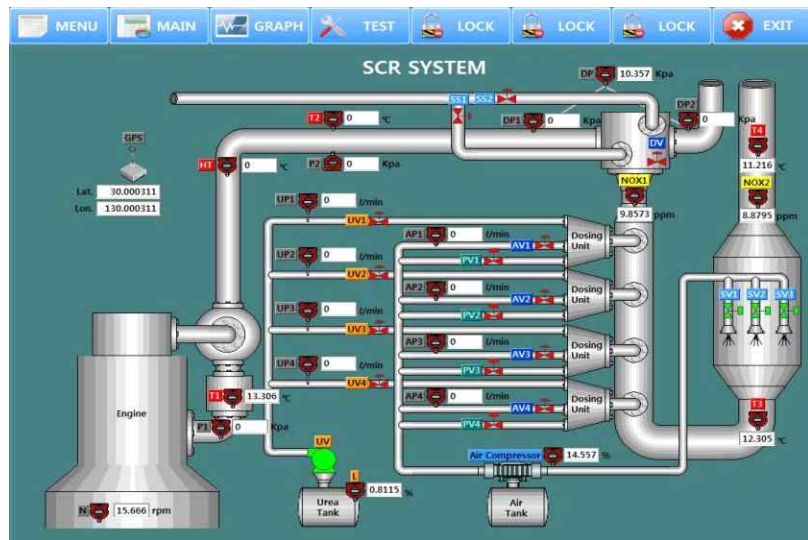 MENU MAIN GRAPH TEST LOCK LOCK LOCK EXIT
SCR SYSTEM
DP 10.357 Kpa
SS1 SS2
T2 0 ℃
DP1 0 Kpa
DP2 0 Kpa
GPS
HT 0 ℃
P2 0 Kpa
DV
T4
11.216 ℃
Lat. 30.000311
Lon. 130.000311
NOX1
9.8573 ppm
NOX2
8.8795 ppm
UP1 0 ℓ/min
UV1
AP1 0 ℓ/min
AV1
PV1
Dosing
Unit
UP2 0 ℓ/min
UV2
AP2 0 ℓ/min
AV2
PV2
Dosing
Unit
SV1 SV2 SV3
UP3 0 ℓ/min
UV3
AP3 0 ℓ/min
AV3
PV3
Dosing
Unit
UP4 0 ℓ/min
UV4
AP4 0 ℓ/min
AV4
PV4
Dosing
Unit
T1 13.306 ℃
Engine
P1 0 Kpa
T3
12.305 ℃
UV
Air Compressor 14.557 %
L
0.8115 %
Urea
Tank
Air
Tank
N 15.666 rpm